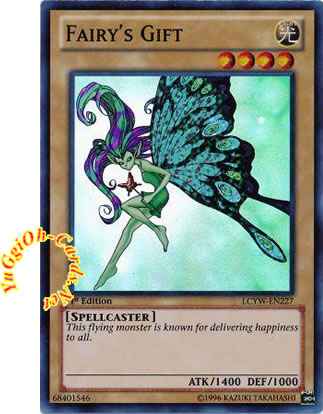 FAIRY'S GIFT
光
YuGgiOh-Cards.Net
1st Edition
LCYW-EN227
[SPELLCASTER]
This flying monster is known for delivering happiness
to all.
ATK/1400 DEF/1000
68401546
©1996 KAZUKI TAKAHASHI